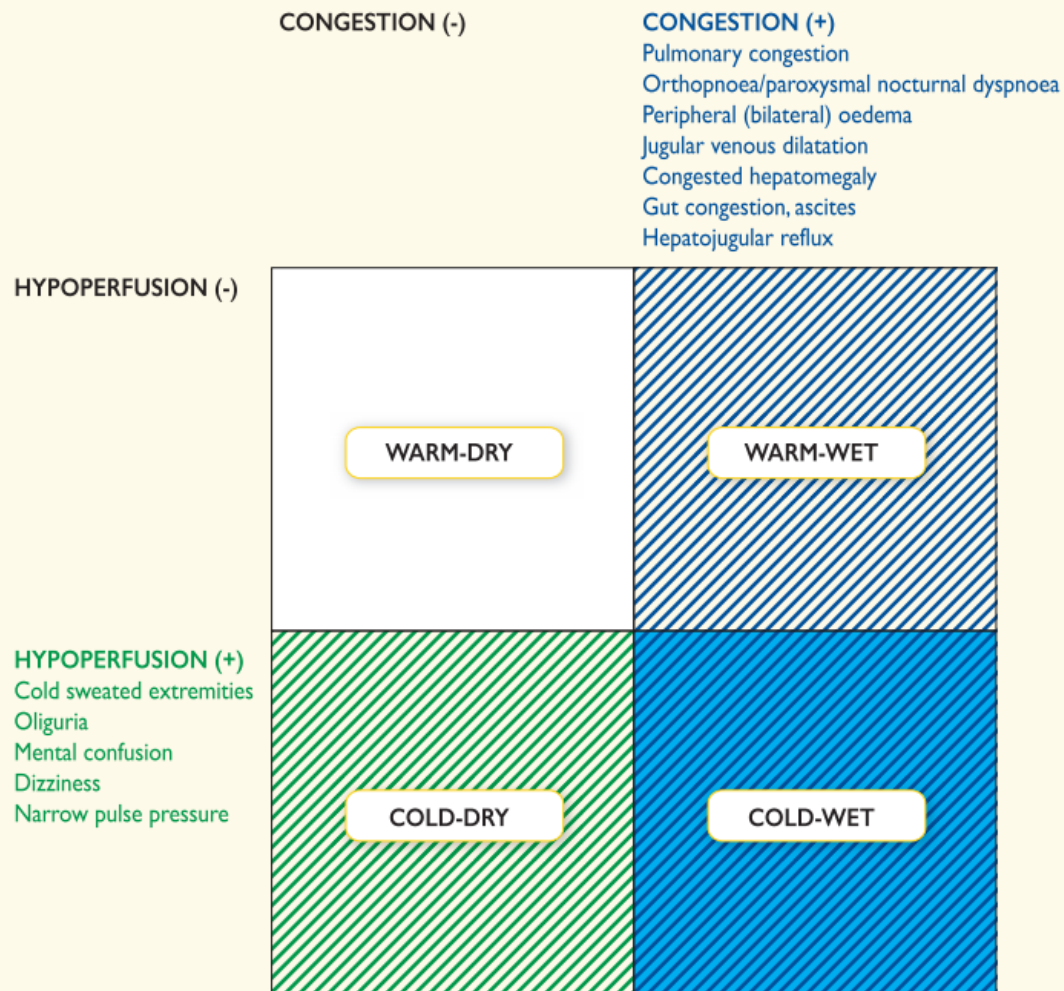 CONGESTION (-)
CONGESTION (+)
Pulmonary congestion
Orthopnoea/paroxysmal nocturnal dyspnoea
Peripheral (bilateral) oedema
Jugular venous dilatation
Congested hepatomegaly
Gut congestion, ascites
Hepatojugular reflux
HYPOPERFUSION (-)
WARM-DRY
WARM-WET
HYPOPERFUSION (+)
Cold sweated extremities
Oliguria
Mental confusion
Dizziness
Narrow pulse pressure
COLD-DRY
COLD-WET